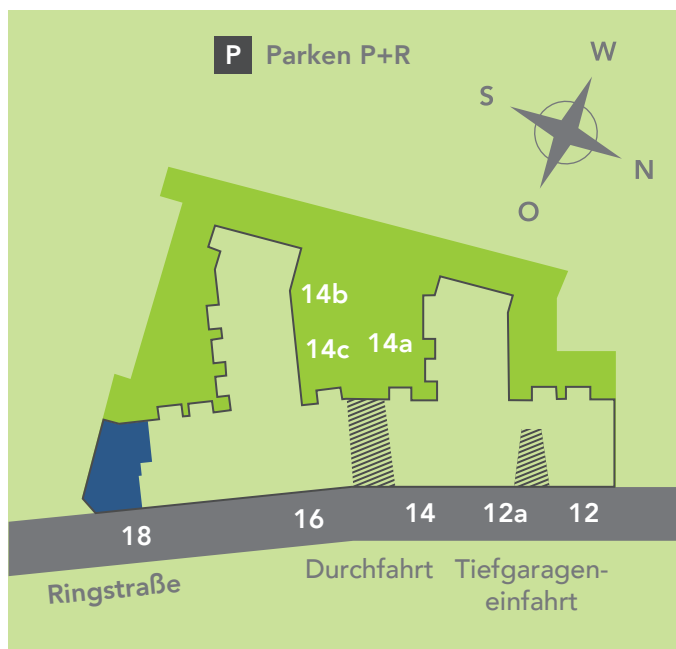 P Parken P+R
W
S
N
O
14b
14c 14a
18 16 14 12a 12
Ringstraße
Durchfahrt
Tiefgaragen-
einfahrt